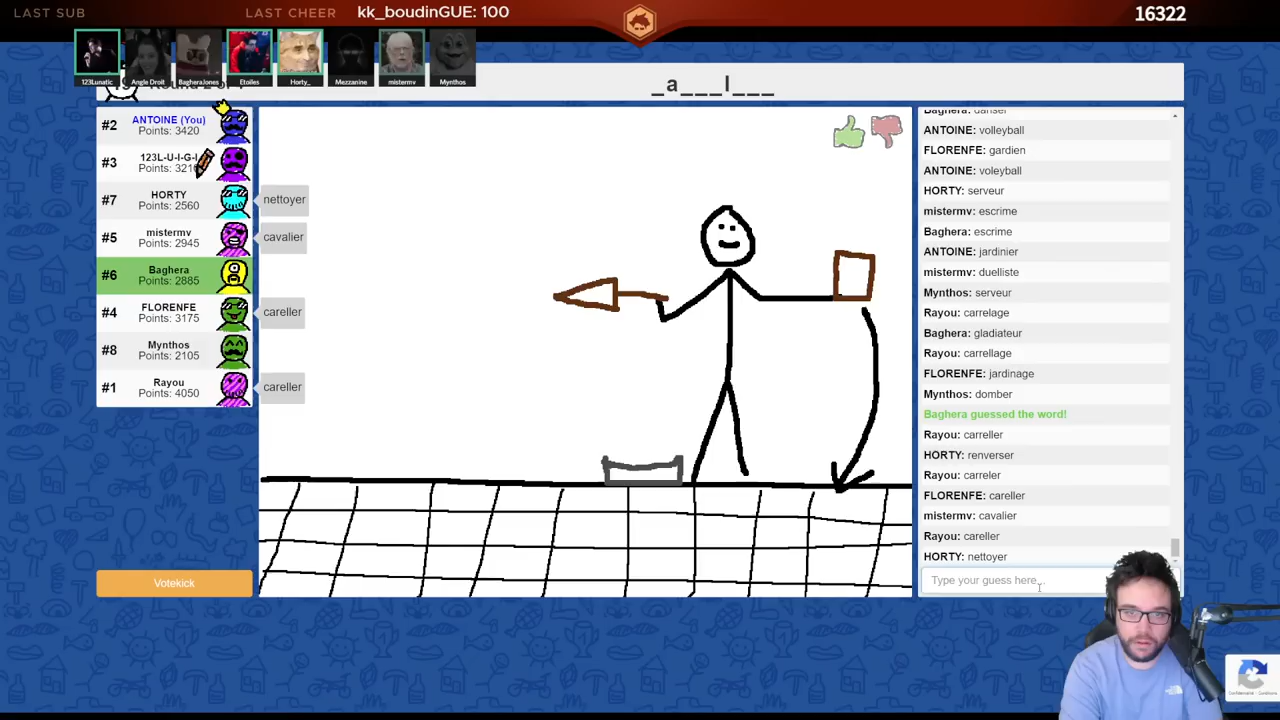 LAST SUB
LAST CHEER
kk_boudinGUE: 100
16322
123Lunatic
Angle Droit
BagheraJones
Etoiles
Horty_
Mezzanine
mistermv
Mynthos
_a___l___
#2
ANTOINE (You)
Points: 3420
#3
123L-U-G-I
#7
HORTY
Points: 2560
nettoyer
#5
mistermv
Points: 2945
cavalier
#6
Baghera
Points: 2885
#4
FLORENFE
Points: 3175
careller
#8
Mynthos
Points: 2105
#1
Rayou
Points: 4050
careller
Votekick
ANTOINE: volleyball
FLORENFE: gardien
ANTOINE: voleyball
HORTY: serveur
mistermv: escrime
Baghera: escrime
ANTOINE: jardinier
mistermv: duelliste
Mynthos: serveur
Rayou: carrelage
Baghera: gladiateur
Rayou: carrellage
FLORENFE: jardinage
Mynthos: domber
Baghera guessed the word!
Rayou: carreller
HORTY: renverser
Rayou: carreler
FLORENFE: careller
mistermv: cavalier
Rayou: careller
HORTY: nettoyer
Type your guess here...